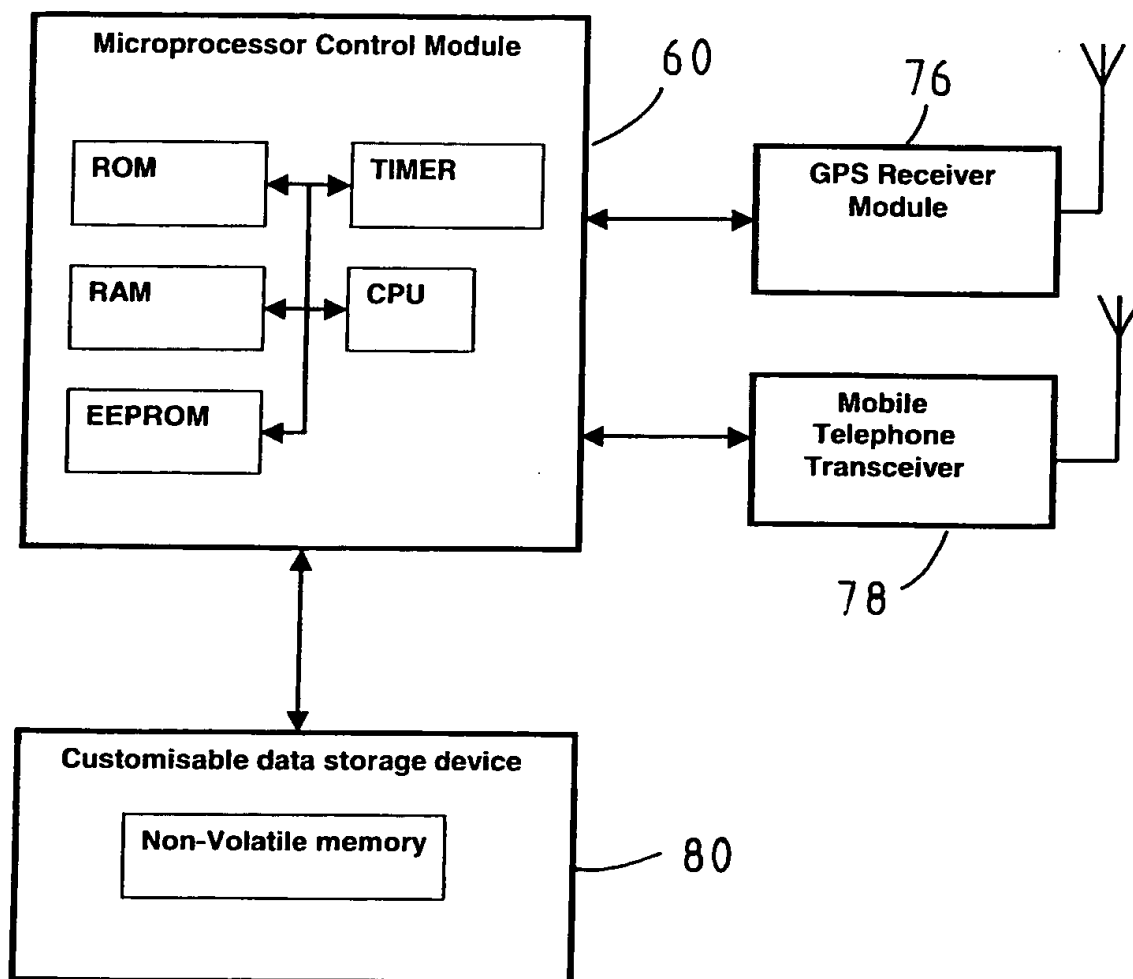 Microprocessor Control Module
60
ROM
TIMER
RAM
CPU
EEPROM
76
GPS Receiver
Module
Mobile
Telephone
Transceiver
78
Customisable data storage device
Non-Volatile memory
80